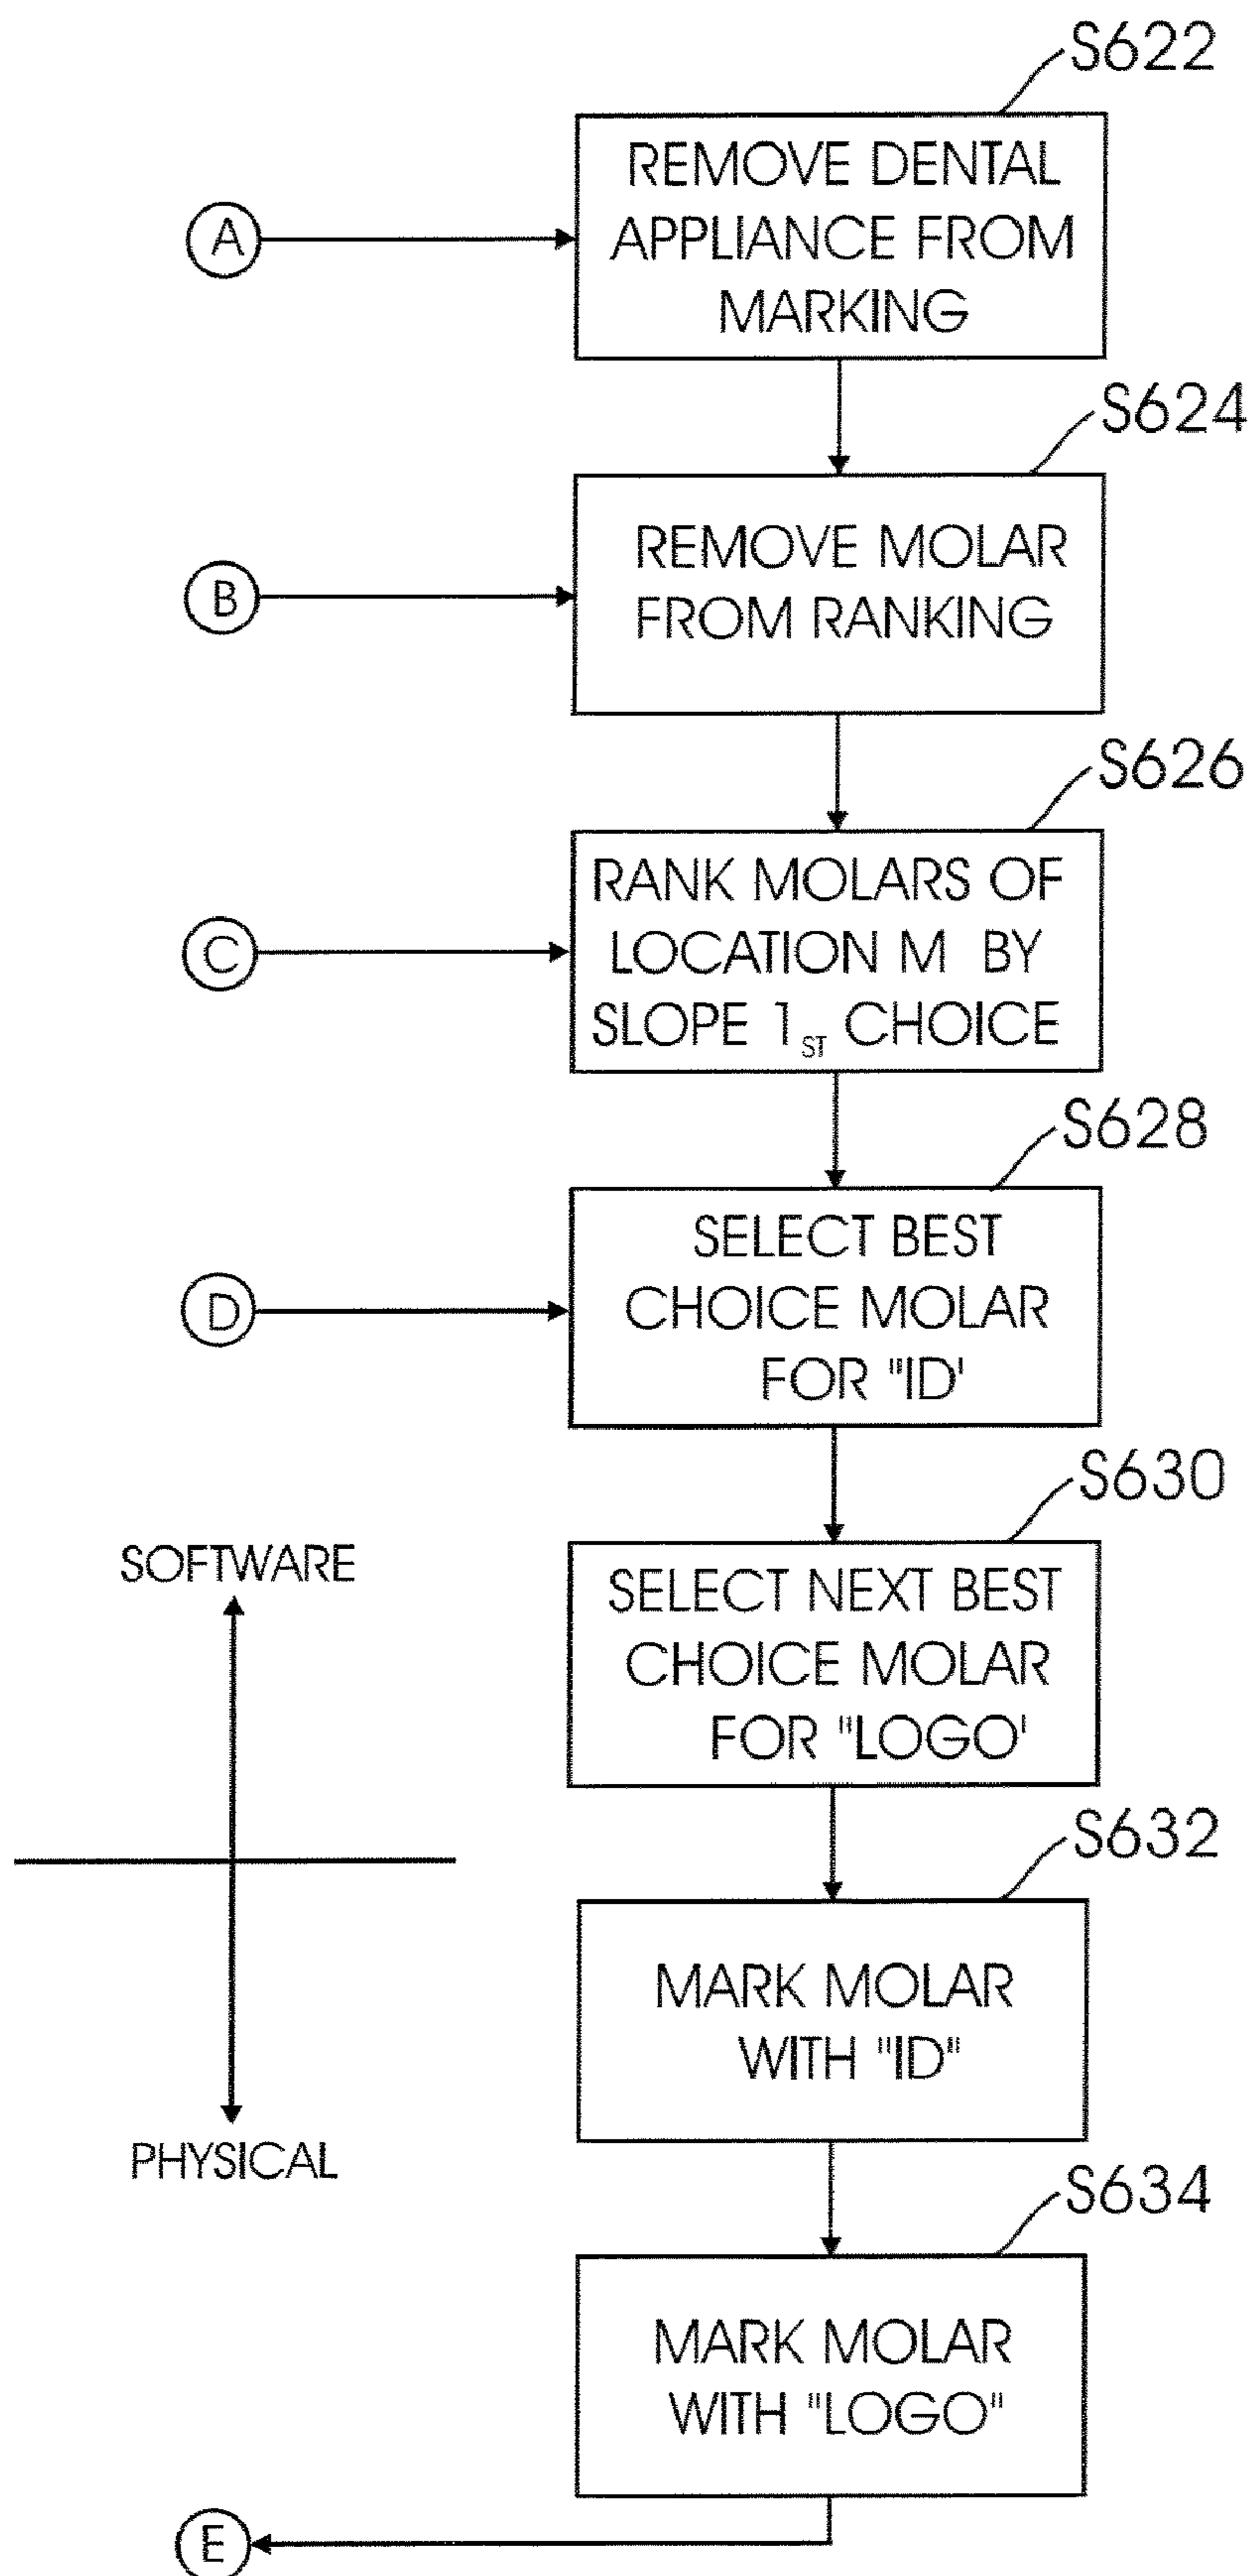 S622
REMOVE DENTAL
APPLIANCE FROM
MARKING
A
S624
REMOVE MOLAR
FROM RANKING
B
S626
RANK MOLARS OF
LOCATION M BY
SLOPE 1ST CHOICE
C
S628
SELECT BEST
CHOICE MOLAR
FOR "ID'
D
S630
SELECT NEXT BEST
CHOICE MOLAR
FOR "LOGO'
SOFTWARE
PHYSICAL
S632
MARK MOLAR
WITH "ID"
S634
MARK MOLAR
WITH "LOGO"
E